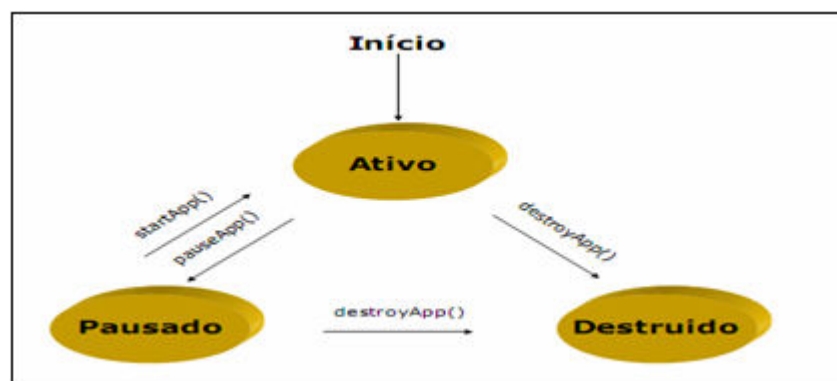 Início
Ativo
startApp()
pauseApp()
destroyApp()
destroyApp()
Pausado
Destruido